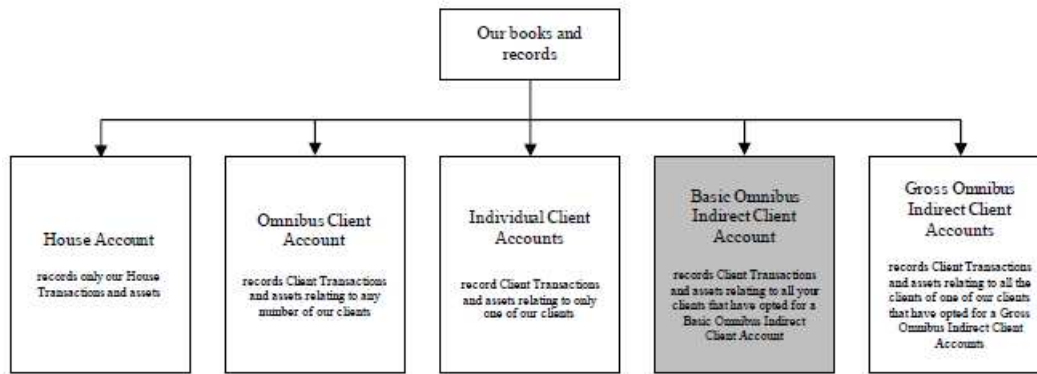 Our books and
records
House Account
records only our House
Transactions and assets
Omnibus Client
Account
records Client Transactions
and assets relating to any
number of our clients
Individual Client
Accounts
record Client Transactions
and assets relating to only
one of our clients
Basic Omnibus
Indirect Client
Account
records Client Transactions
and assets relating to all your
clients that have opted for a
Basic Omnibus Indirect
Client Account
Gross Omnibus
Indirect Client
Accounts
records Client Transactions
and assets relating to all the
clients of one of our clients
that have opted for a Gross
Omnibus Indirect Client
Accounts